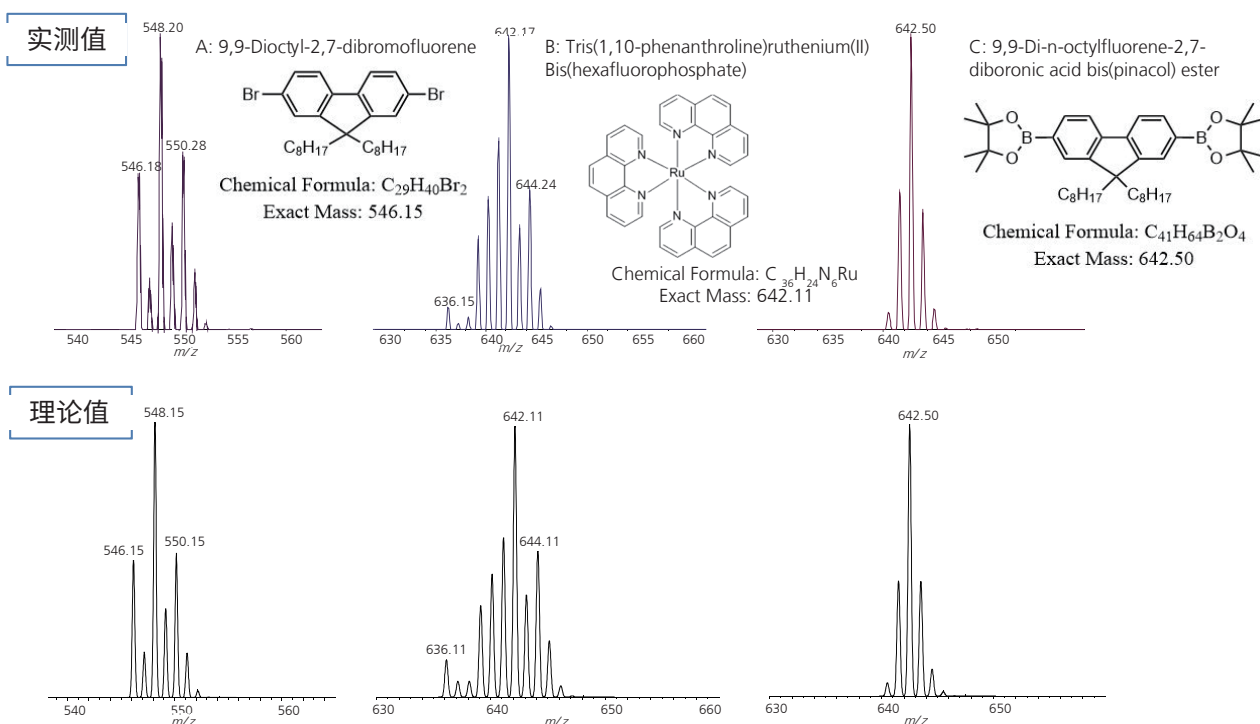 实测值
548.20
546.18
550.28
A: 9,9-Dioctyl-2,7-dibromofluorene
Br
Br
C8H17
C8H17
Chemical Formula: C29H40Br2
Exact Mass: 546.15
540
545
550
555
560
m/z
642.17
644.24
636.15
B: Tris(1,10-phenanthroline)ruthenium(II)
Bis(hexafluorophosphate)
N
N
N
N
N
N
Ru
Chemical Formula: C36H24N6Ru
Exact Mass: 642.11
630
635
640
645
650
655
660
m/z
642.50
C: 9,9-Di-n-octylfluorene-2,7-
diboronic acid bis(pinacol) ester
O
B
O
O
B
O
C8H17
C8H17
Chemical Formula: C41H64B2O4
Exact Mass: 642.50
630
635
640
645
650
m/z
理论值
548.15
546.15
550.15
540
550
560
m/z
642.11
644.11
636.11
630
640
650
660
m/z
642.50
630
640
650
m/z